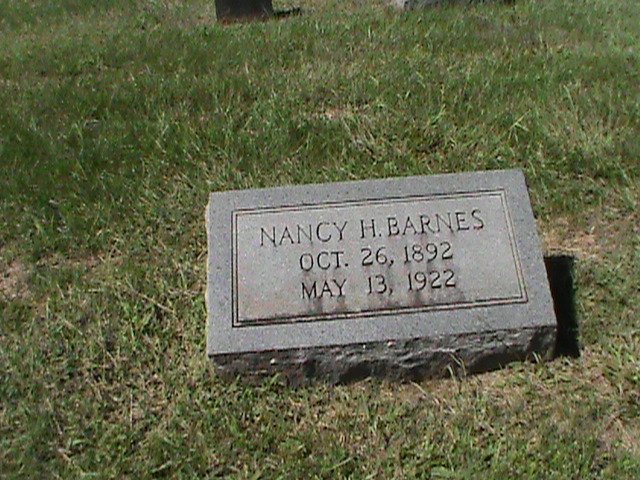 NANCY H. BARNES
OCT. 26, 1892
MAY 13, 1922